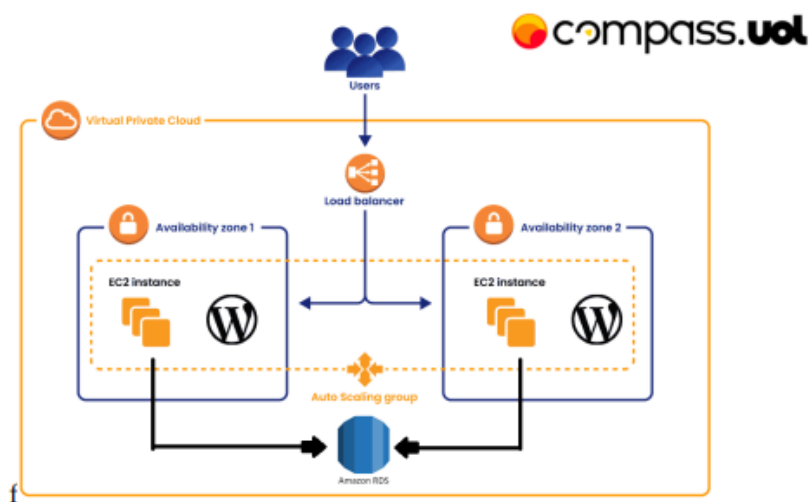 compass.uol
Users
Virtual Private Cloud
Load balancer
Availability zone 1
Availability zone 2
EC2 instance
EC2 instance
W
W
Auto Scaling group
Amazon RDS
f